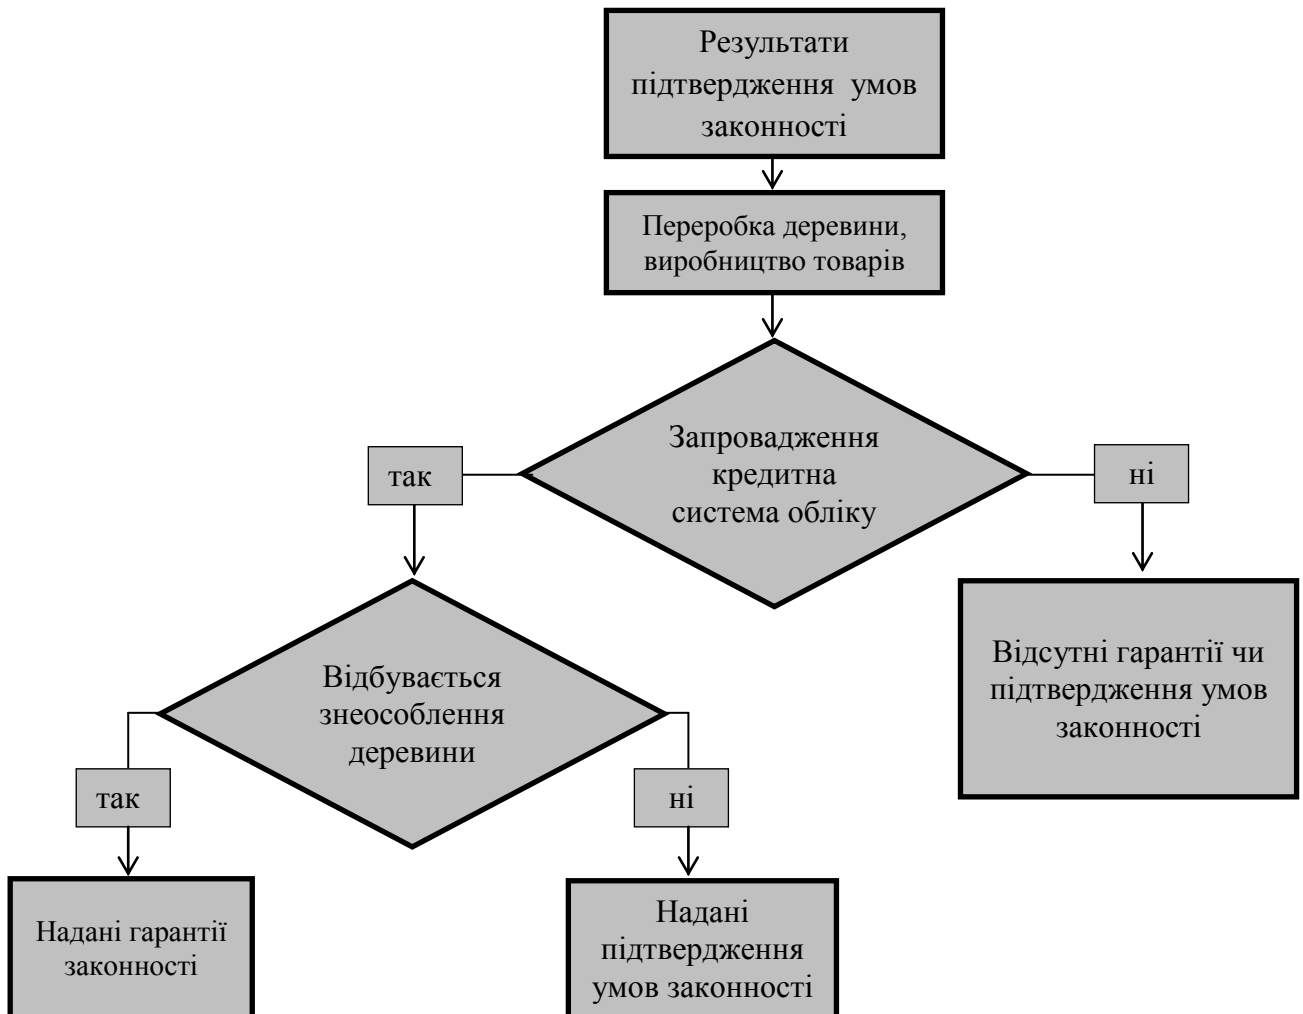 Результати
підтвердження умов
законності
Переробка деревини,
виробництво товарів
Запровадження
кредитна
система обліку
так
ні
Відбувається
знеособлення
деревини
Відсутні гарантії чи
підтвердження умов
законності
так
ні
Надані гарантії
законності
Надані
підтвердження
умов законності